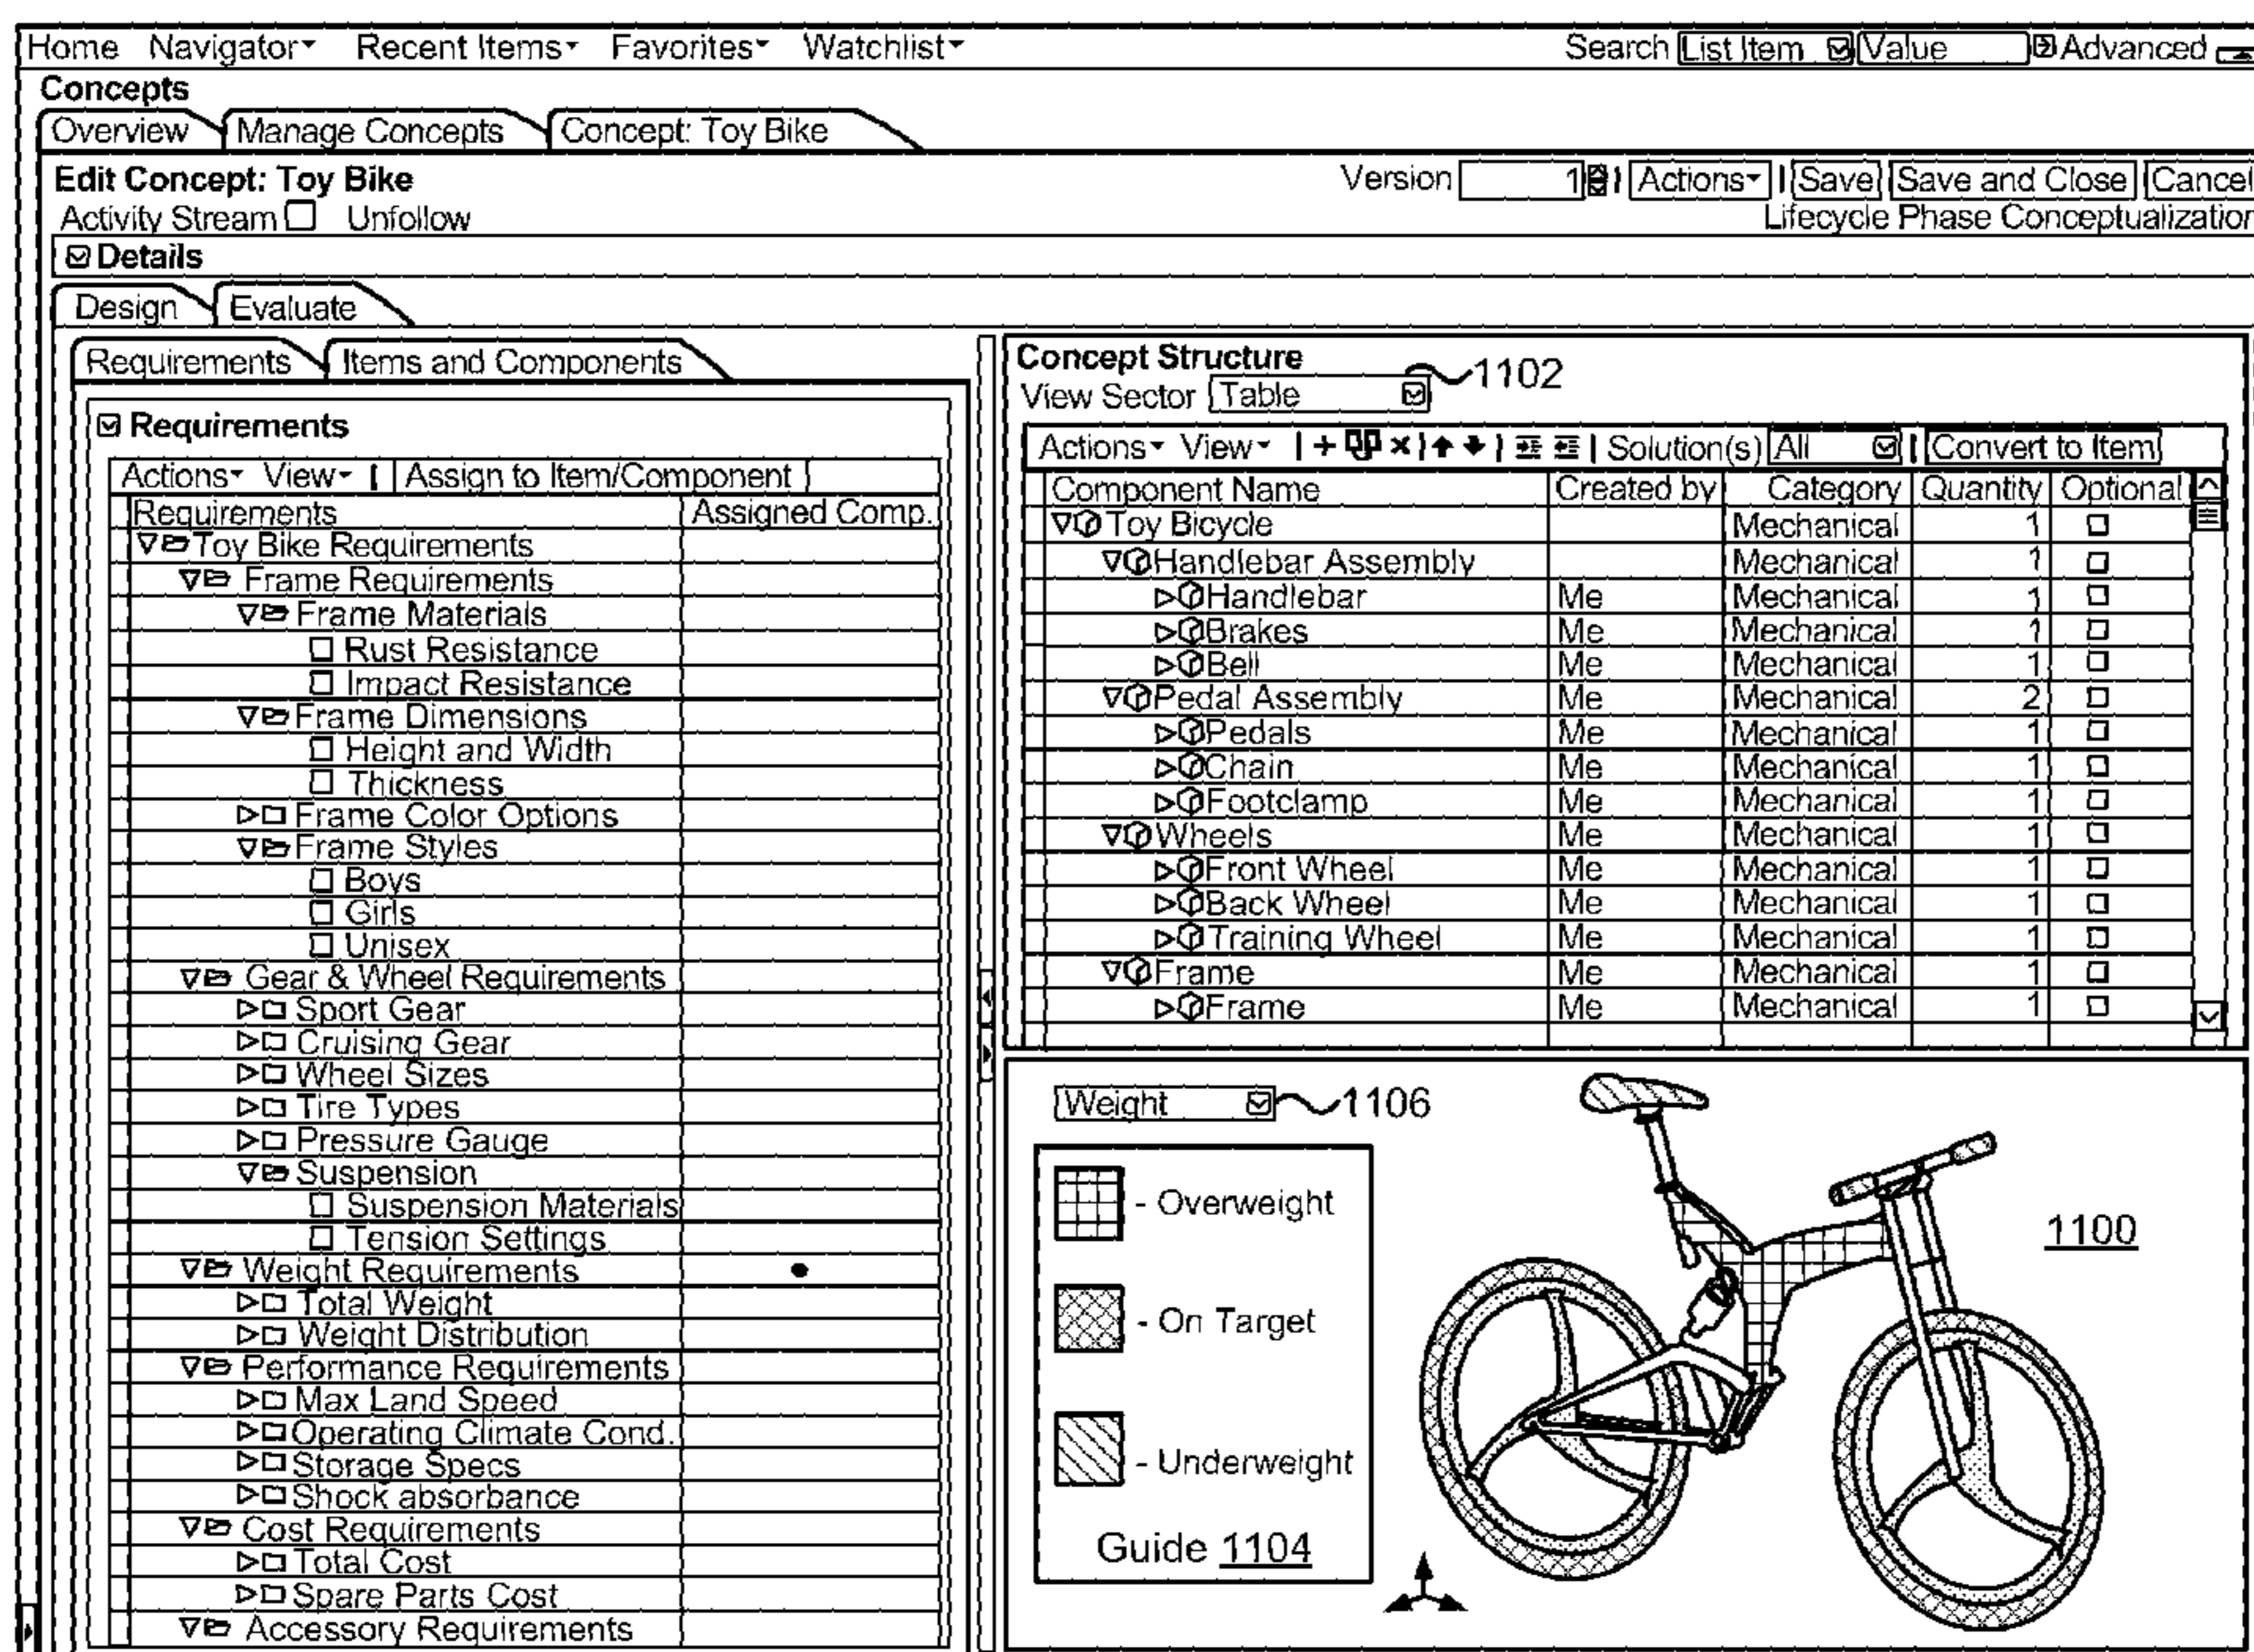 Home Navigator Recent Items Favorites Watchlist Search List Item Value Advanced
Concepts
Overview Manage Concepts Concept: Toy Bike
Edit Concept: Toy Bike Version 1 Actions Save Save and Close Cancel
Activity Stream Unfollow Lifecycle Phase Conceptualization
Details
Design Evaluate
Requirements Items and Components
Requirements
Actions View Assign to Item/Component
Requirements Assigned Comp.
Toy Bike Requirements
Frame Requirements
Frame Materials
Rust Resistance
Impact Resistance
Frame Dimensions
Height and Width
Thickness
Frame Color Options
Frame Styles
Boys
Girls
Unisex
Gear & Wheel Requirements
Sport Gear
Cruising Gear
Wheel Sizes
Tire Types
Pressure Gauge
Suspension
Suspension Materials
Tension Settings
Weight Requirements
Total Weight
Weight Distribution
Performance Requirements
Max Land Speed
Operating Climate Cond.
Storage Specs
Shock absorbance
Cost Requirements
Total Cost
Spare Parts Cost
Accessory Requirements
Concept Structure
View Sector Table 1102
Actions View Solution(s) All Convert to Item
Component Name Created by Category Quantity Optional
Toy Bicycle Mechanical 1
Handlebar Assembly Mechanical 1
Handlebar Me Mechanical 1
Brakes Me Mechanical 1
Bell Me Mechanical 1
Pedal Assembly Me Mechanical 2
Pedals Me Mechanical 1
Chain Me Mechanical 1
Footclamp Me Mechanical 1
Wheels Me Mechanical 1
Front Wheel Me Mechanical 1
Back Wheel Me Mechanical 1
Training Wheel Me Mechanical 1
Frame Me Mechanical 1
Frame Me Mechanical 1
Weight 1106
- Overweight
- On Target
- Underweight
Guide 1104
1100